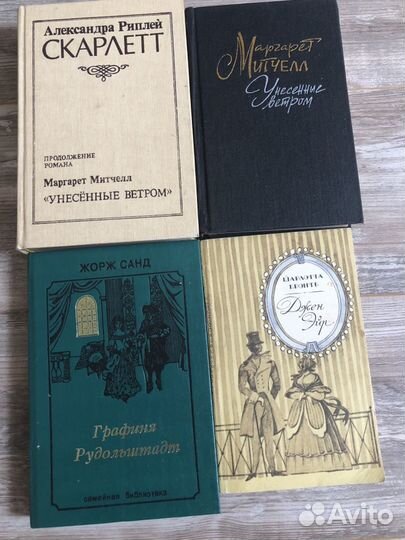 Александра Риплей
СКАРЛЕТТ
ПРОДОЛЖЕНИЕ
РОМАНА
Маргарет Митчелл
«УНЕСЁННЫЕ ВЕТРОМ»
Маргарет
Митчелл
Унесенные
ветром
ЖОРЖ САНД
Графиня
Рудольштадт
семейная библиотека
ШАРЛОТТА
БРОНТЕ
Джен
Эйр
Avito